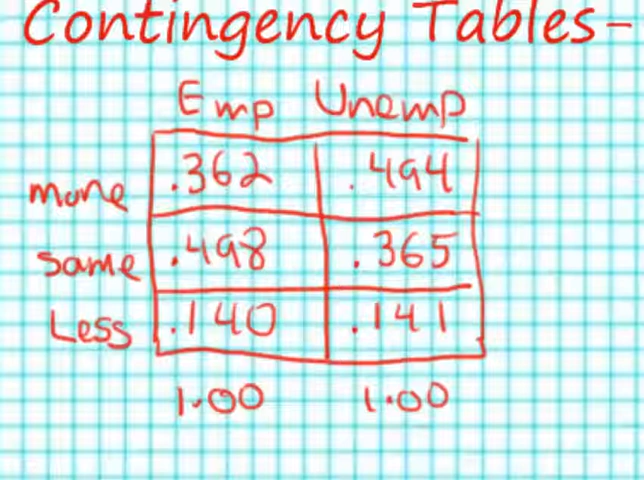 Contingency Tables-
Emp Unemp
more .362 .494
same .498 .365
Less .140 .141
1.00 1.00